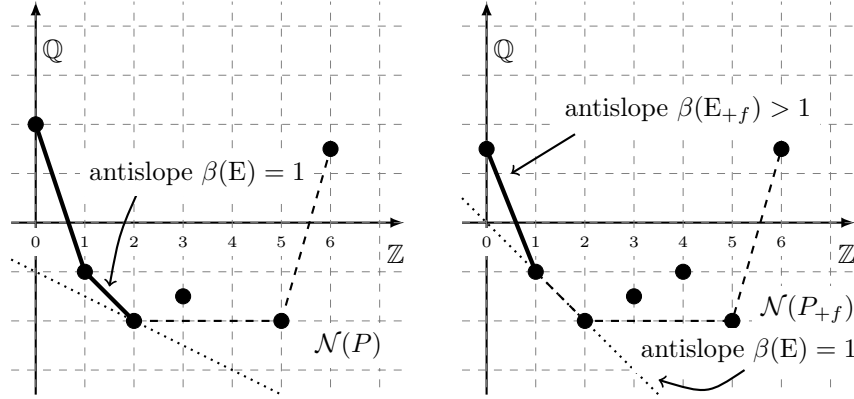 ℚ
antislope β(E) = 1
0 1 2 3 4 5 6
ℤ
𝒩(P)
ℚ
antislope β(E₊f) > 1
0 1 2 3 4 5 6
ℤ
𝒩(P₊f)
antislope β(E) = 1